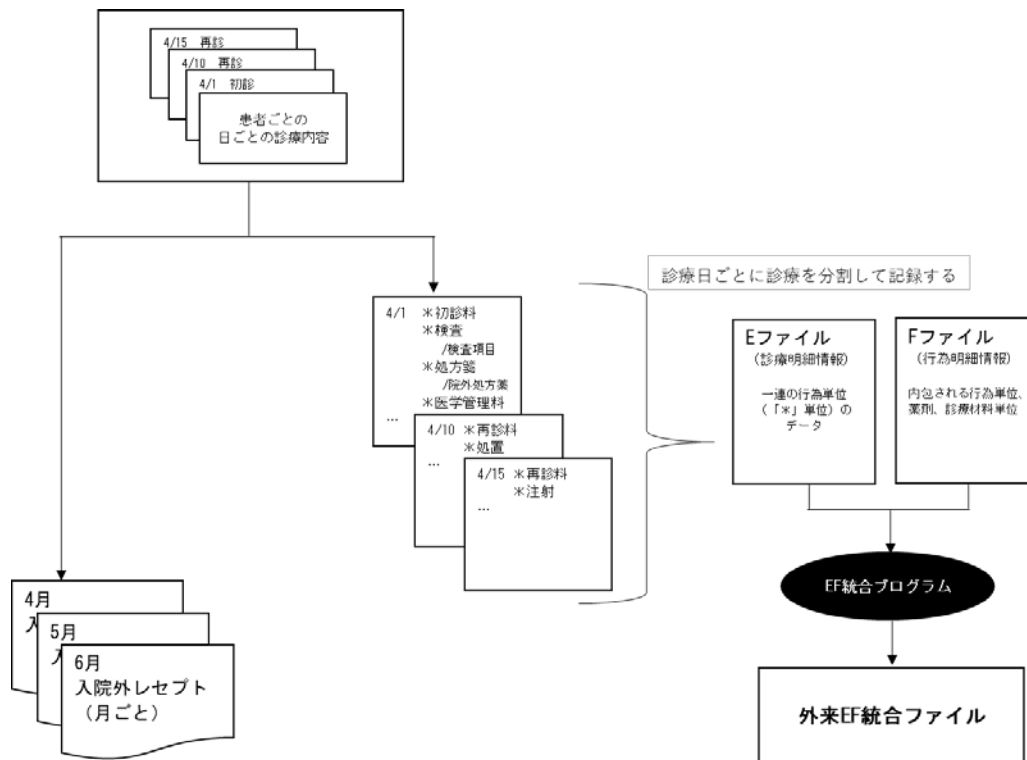 4/15 再診
4/10 再診
4/1 初診
患者ごとの
日ごとの診療内容
診療日ごとに診療を分割して記録する
4/1 ＊初診料
＊検査
/検査項目
＊処方箋
/院外処方薬
＊医学管理料
…
4/10 ＊再診料
＊処置
…
4/15 ＊再診料
＊注射
…
Eファイル
(診療明細情報)
一連の行為単位
(「＊」単位)の
データ
Fファイル
(行為明細情報)
内包される行為単位、
薬剤、診療材料単位
EF統合プログラム
外来EF統合ファイル
4月
入
5月
入
6月
入院外レセプト
(月ごと)